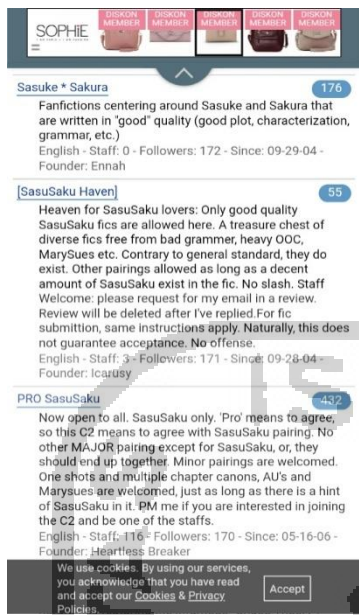 SOPHIE
DISKON MEMBER
DISKON MEMBER
DISKON MEMBER
DISKON MEMBER
DISKON MEMBER
Sasuke * Sakura 176
Fanfictions centering around Sasuke and Sakura that
are written in "good" quality (good plot, characterization,
grammar, etc.)
English - Staff: 0 - Followers: 172 - Since: 09-29-04 -
Founder: Ennah
[SasuSaku Haven] 55
Heaven for SasuSaku lovers: Only good quality
SasuSaku fics are allowed here. A treasure chest of
diverse fics free from bad grammer, heavy OOC,
MarySues etc. Contrary to general standard, they do
exist. Other pairings allowed as long as a decent
amount of SasuSaku exist in the fic. No slash. Staff
Welcome: please request for my email in a review.
Review will be deleted after I've replied.For fic
submittion, same instructions apply. Naturally, this does
not guarantee acceptance. No offense.
English - Staff: 3 - Followers: 171 - Since: 09-28-04 -
Founder: Icarusy
PRO SasuSaku 432
Now open to all. SasuSaku only. 'Pro' means to agree,
so this C2 means to agree with SasuSaku pairing. No
other MAJOR pairing except for SasuSaku, or, they
should end up together. Minor pairings are welcomed.
One shots and multiple chapter canons, AU's and
Marysues are welcomed, just as long as there is a hint
of SasuSaku in it. PM me if you are interested in joining
the C2 and be one of the staffs.
English - Staff: 116 - Followers: 170 - Since: 05-16-06 -
Founder: Heartless Breaker
We use cookies. By using our services,
you acknowledge that you have read
and accept our Cookies & Privacy
Policies.
Accept